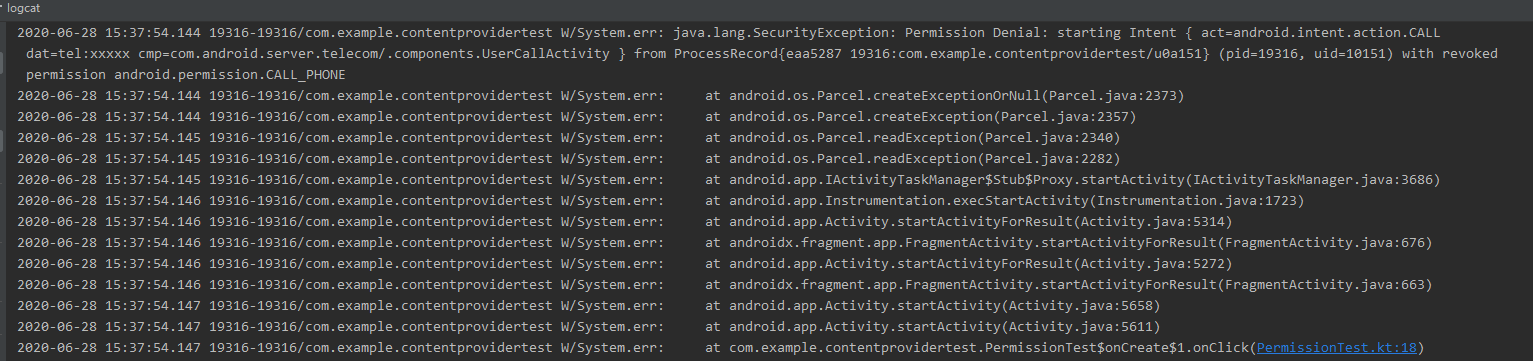 logcat
2020-06-28 15:37:54.144 19316-19316/com.example.contentprovidertest W/System.err: java.lang.SecurityException: Permission Denial: starting Intent { act=android.intent.action.CALL
dat=tel:xxxxx cmp=com.android.server.telecom/.components.UserCallActivity } from ProcessRecord{eaa5287 19316:com.example.contentprovidertest/u0a151} (pid=19316, uid=10151) with revoked
permission android.permission.CALL_PHONE
2020-06-28 15:37:54.144 19316-19316/com.example.contentprovidertest W/System.err:     at android.os.Parcel.createExceptionOrNull(Parcel.java:2373)
2020-06-28 15:37:54.144 19316-19316/com.example.contentprovidertest W/System.err:     at android.os.Parcel.createException(Parcel.java:2357)
2020-06-28 15:37:54.145 19316-19316/com.example.contentprovidertest W/System.err:     at android.os.Parcel.readException(Parcel.java:2340)
2020-06-28 15:37:54.145 19316-19316/com.example.contentprovidertest W/System.err:     at android.os.Parcel.readException(Parcel.java:2282)
2020-06-28 15:37:54.145 19316-19316/com.example.contentprovidertest W/System.err:     at android.app.IActivityTaskManager$Stub$Proxy.startActivity(IActivityTaskManager.java:3686)
2020-06-28 15:37:54.146 19316-19316/com.example.contentprovidertest W/System.err:     at android.app.Instrumentation.execStartActivity(Instrumentation.java:1723)
2020-06-28 15:37:54.146 19316-19316/com.example.contentprovidertest W/System.err:     at android.app.Activity.startActivityForResult(Activity.java:5314)
2020-06-28 15:37:54.146 19316-19316/com.example.contentprovidertest W/System.err:     at androidx.fragment.app.FragmentActivity.startActivityForResult(FragmentActivity.java:676)
2020-06-28 15:37:54.146 19316-19316/com.example.contentprovidertest W/System.err:     at android.app.Activity.startActivityForResult(Activity.java:5272)
2020-06-28 15:37:54.146 19316-19316/com.example.contentprovidertest W/System.err:     at androidx.fragment.app.FragmentActivity.startActivityForResult(FragmentActivity.java:663)
2020-06-28 15:37:54.147 19316-19316/com.example.contentprovidertest W/System.err:     at android.app.Activity.startActivity(Activity.java:5658)
2020-06-28 15:37:54.147 19316-19316/com.example.contentprovidertest W/System.err:     at android.app.Activity.startActivity(Activity.java:5611)
2020-06-28 15:37:54.147 19316-19316/com.example.contentprovidertest W/System.err:     at com.example.contentprovidertest.PermissionTest$onCreate$1.onClick(PermissionTest.kt:18)